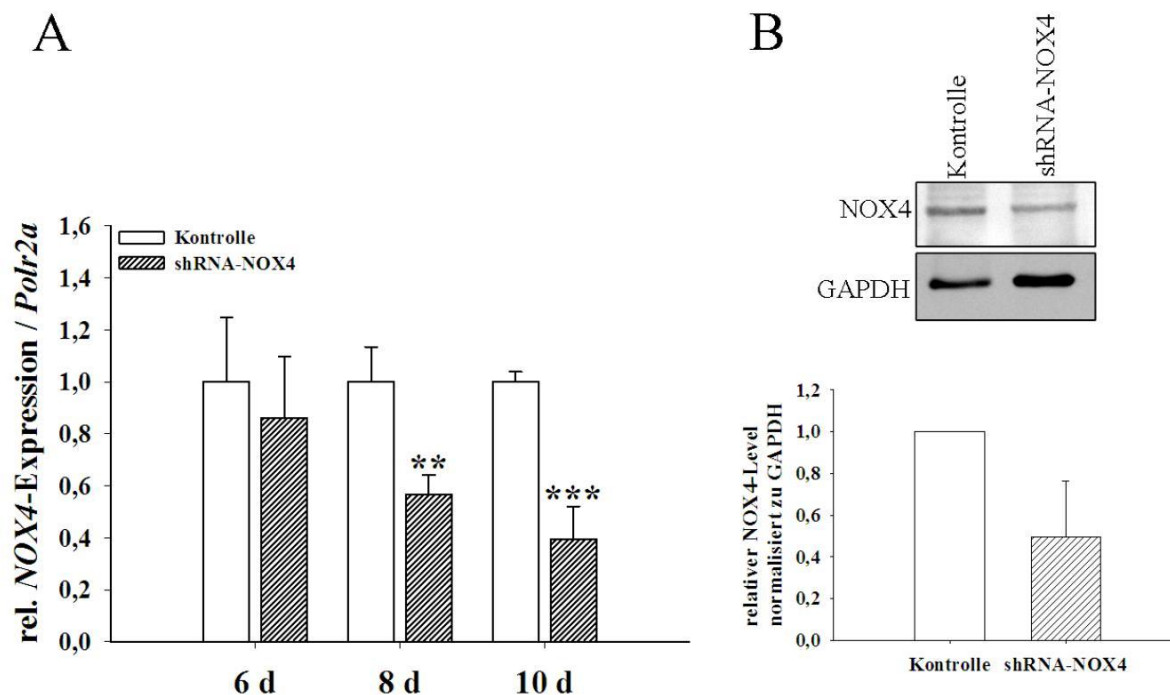 A
rel. NOX4-Expression / Polr2a
1,6
1,4
1,2
1,0
0,8
0,6
0,4
0,2
0,0
Kontrolle
shRNA-NOX4
**
***
6 d
8 d
10 d
B
Kontrolle
shRNA-NOX4
NOX4
GAPDH
relativer NOX4-Level
normalisiert zu GAPDH
1,2
1,0
0,8
0,6
0,4
0,2
0,0
Kontrolle
shRNA-NOX4